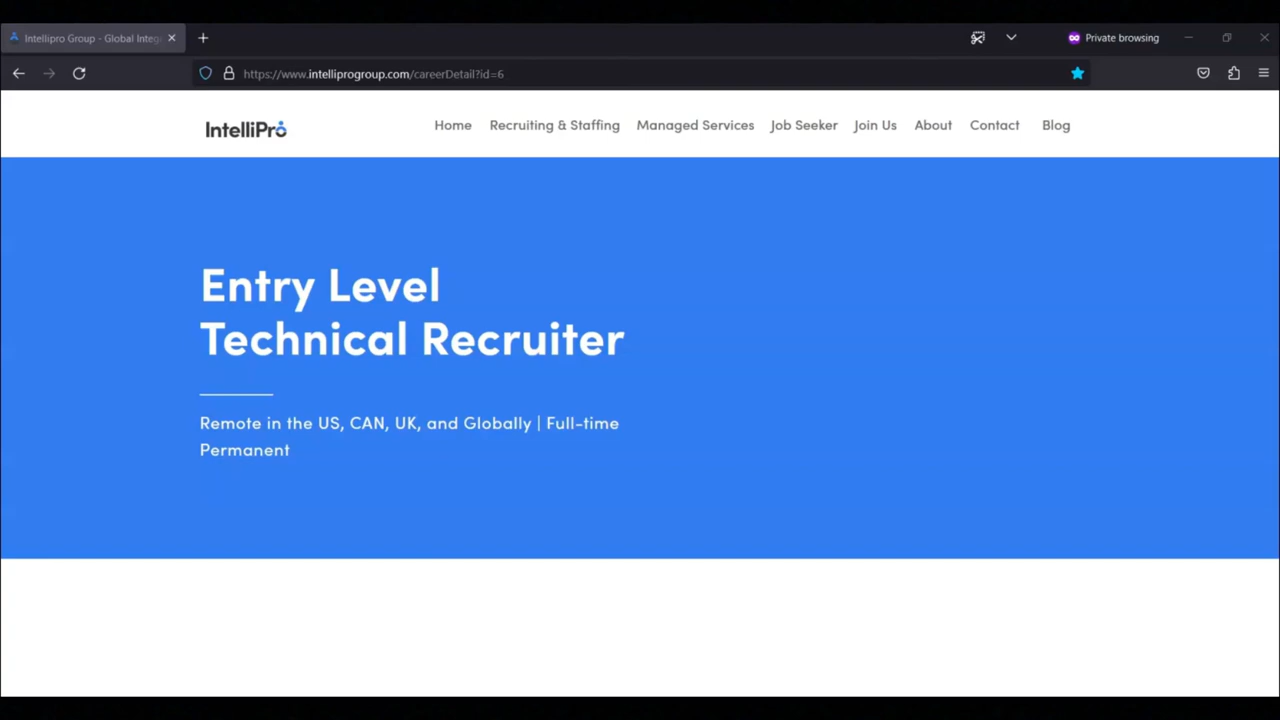 Intellipro Group - Global Integ
Private browsing
https://www.intelliprogroup.com/careerDetail?id=6
IntelliPro
Home Recruiting & Staffing Managed Services Job Seeker Join Us About Contact Blog
Entry Level
Technical Recruiter
Remote in the US, CAN, UK, and Globally | Full-time
Permanent